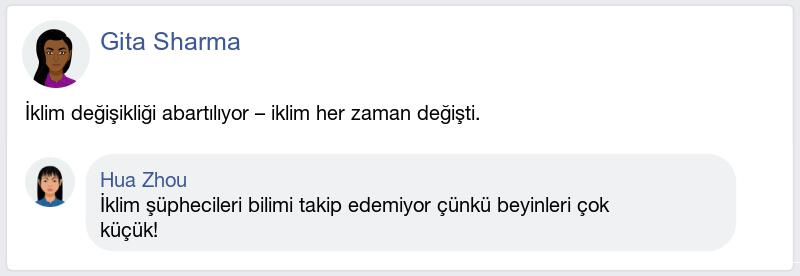 Gita Sharma
İklim değişikliği abartılıyor – iklim her zaman değişti.
Hua Zhou
İklim şüphecileri bilimi takip edemiyor çünkü beyinleri çok
küçük!